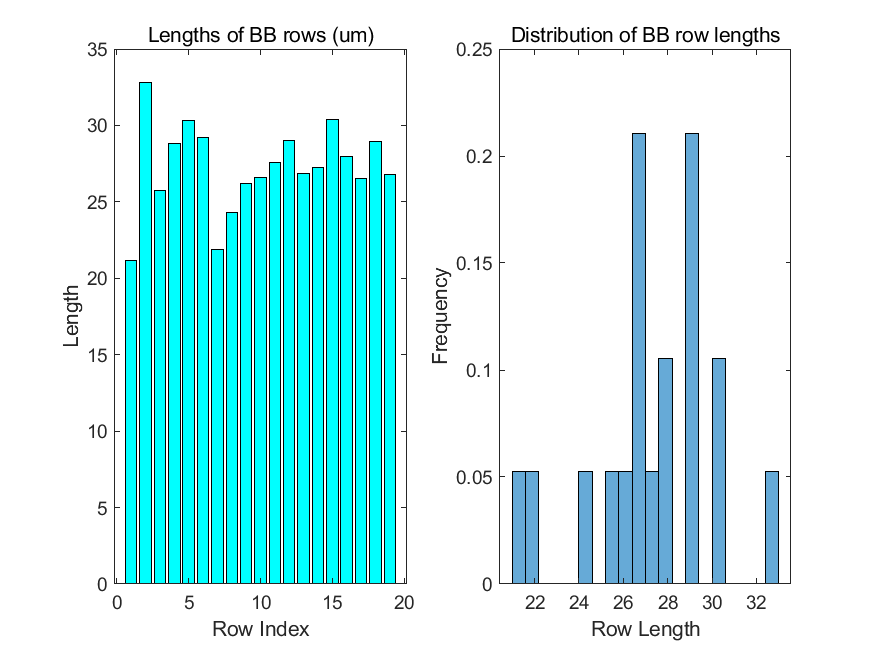 Lengths of BB rows (um)
35
30
25
20
15
10
5
0
Length
0 5 10 15 20
Row Index
Distribution of BB row lengths
0.25
0.2
0.15
0.1
0.05
0
Frequency
22 24 26 28 30 32
Row Length